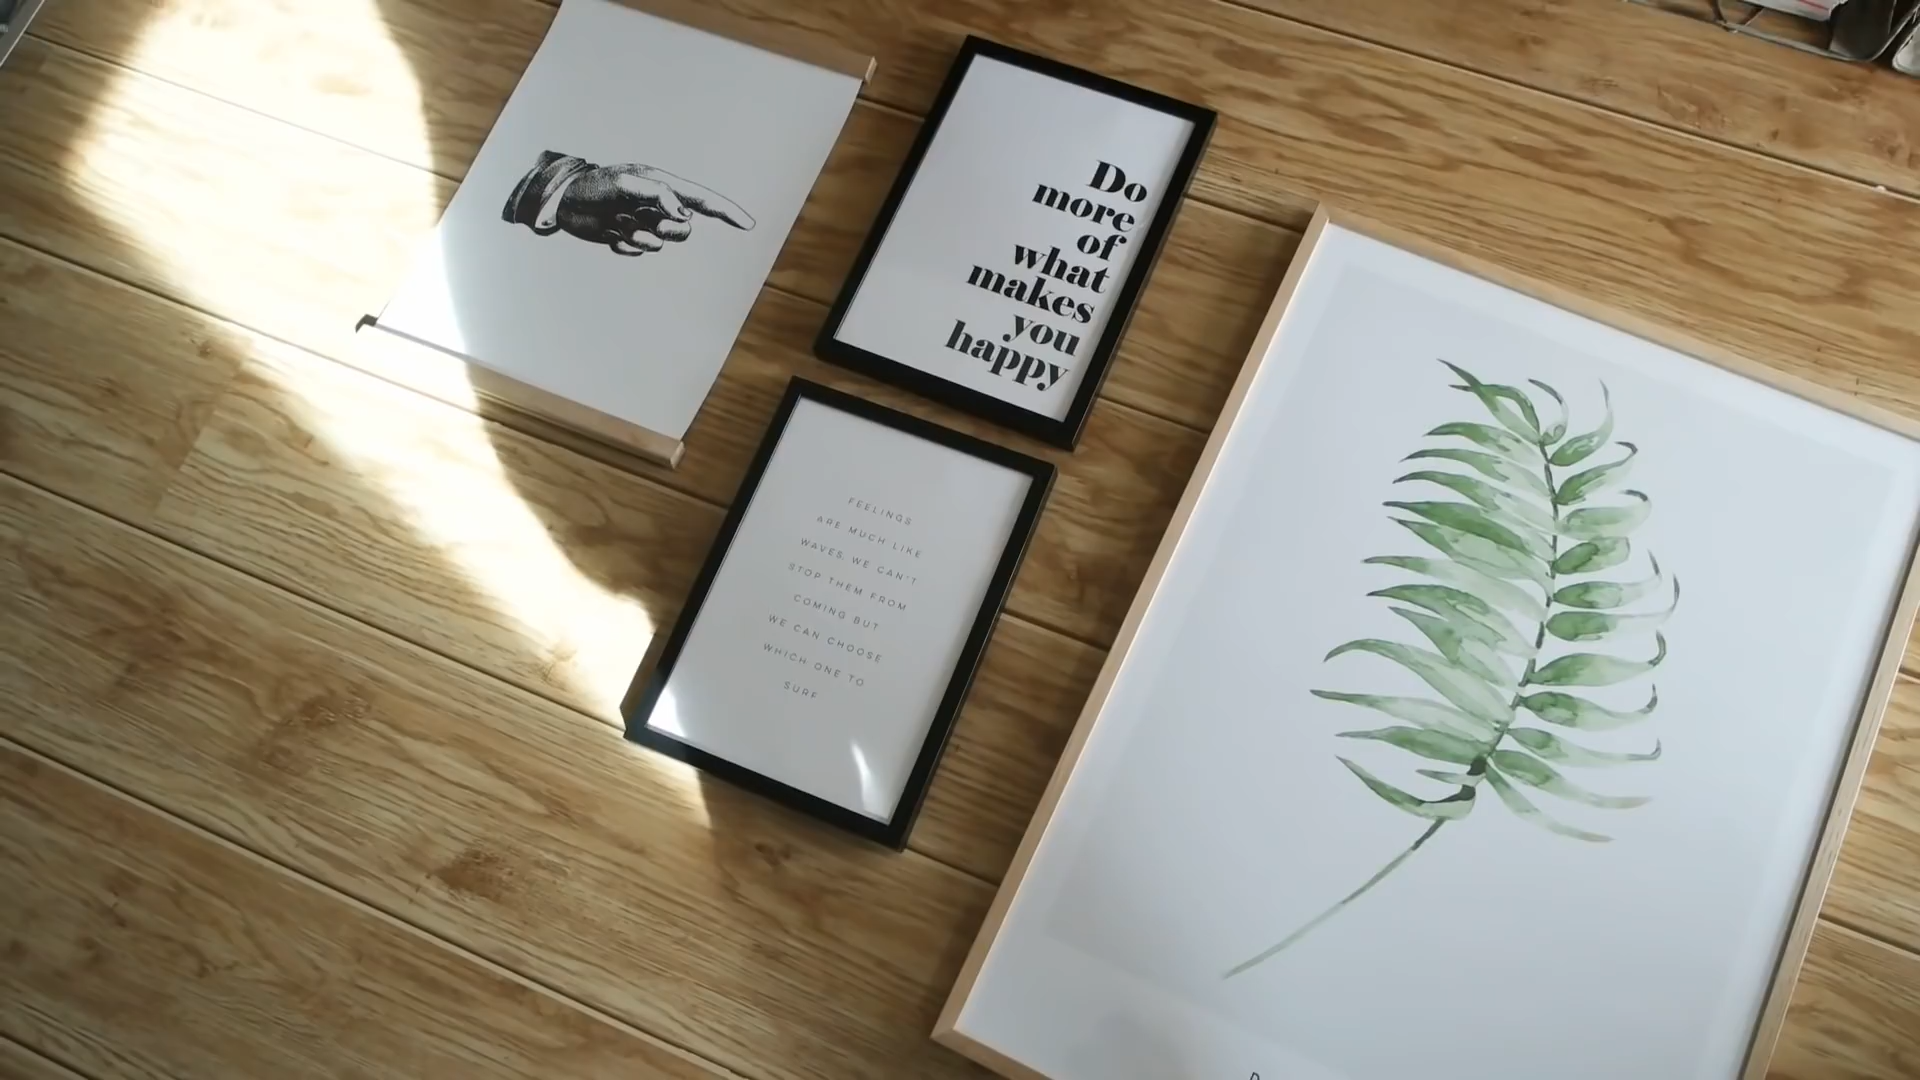 Do
more
of
what
makes
you
happy
FEELINGS
ARE MUCH LIKE
WAVES, WE CAN'T
STOP THEM FROM
COMING BUT
WE CAN CHOOSE
WHICH ONE TO
SURF